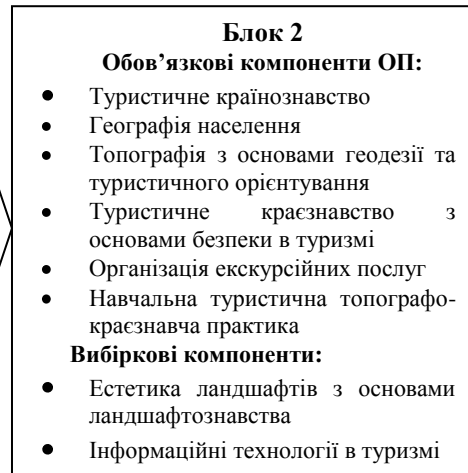 Блок 2
Обов’язкові компоненти ОП:
• Туристичне країнознавство
• Географія населення
• Топографія з основами геодезії та
туристичного орієнтування
• Туристичне краєзнавство з
основами безпеки в туризмі
• Організація екскурсійних послуг
• Навчальна туристична топографо-
краєзнавча практика
Вибіркові компоненти:
• Естетика ландшафтів з основами
ландшафтознавства
• Інформаційні технології в туризмі